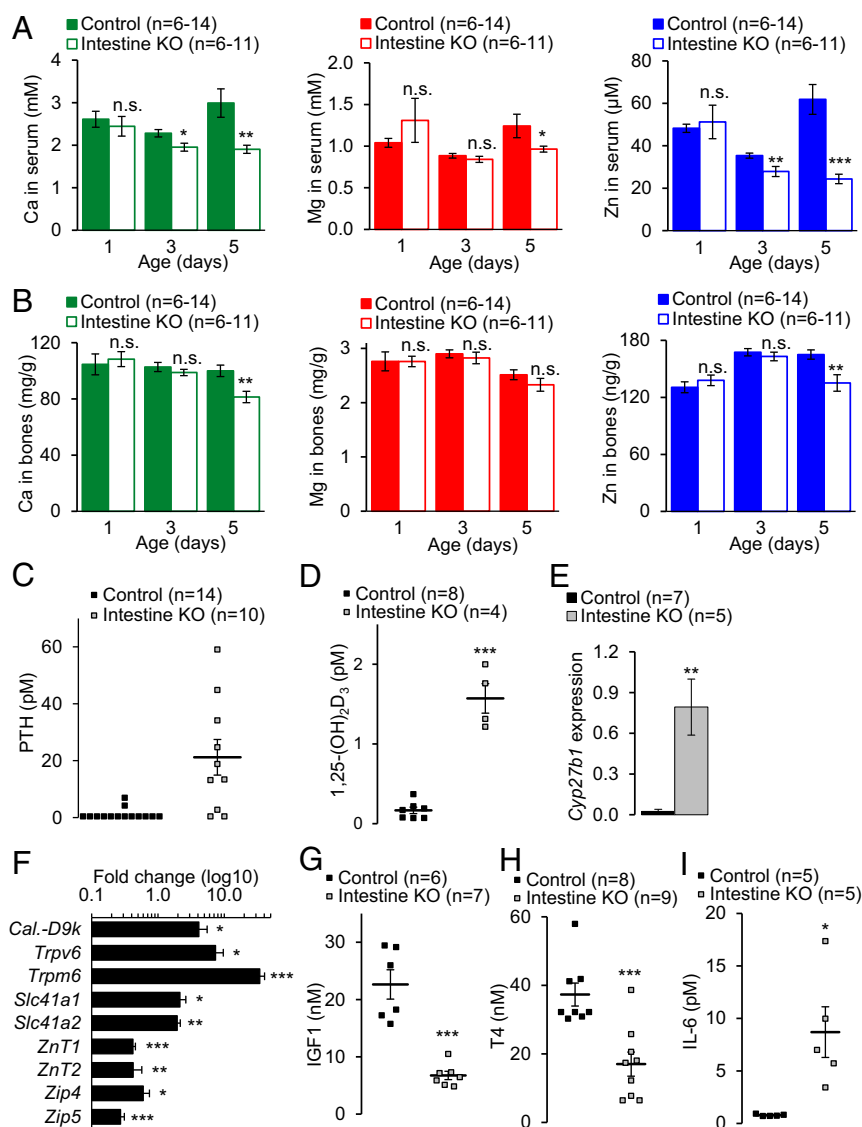 A
Control (n=6-14)
Intestine KO (n=6-11)
Ca in serum (mM)
4
3
2
1
0
n.s.
*
**
1 3 5
Age (days)
Control (n=6-14)
Intestine KO (n=6-11)
Mg in serum (mM)
1.5
1.0
0.5
0.0
n.s.
n.s.
*
1 3 5
Age (days)
Control (n=6-14)
Intestine KO (n=6-11)
Zn in serum (µM)
80
60
40
20
0
n.s.
**
***
1 3 5
Age (days)
B
Control (n=6-14)
Intestine KO (n=6-11)
Ca in bones (mg/g)
120
80
40
0
n.s.
n.s.
**
1 3 5
Age (days)
Control (n=6-14)
Intestine KO (n=6-11)
Mg in bones (mg/g)
3
2
1
0
n.s.
n.s.
n.s.
1 3 5
Age (days)
Control (n=6-14)
Intestine KO (n=6-11)
Zn in bones (ng/g)
180
120
60
0
n.s.
n.s.
**
1 3 5
Age (days)
C
Control (n=14)
Intestine KO (n=10)
PTH (pM)
60
40
20
0
D
Control (n=8)
Intestine KO (n=4)
1,25-(OH)₂D₃ (pM)
2
1
0
***
E
Control (n=7)
Intestine KO (n=5)
Cyp27b1 expression
1.2
0.9
0.6
0.3
0.0
**
F
Fold change (log10)
0.1 1.0 10.0
Cal.-D9k *
Trpv6 *
Trpm6 ***
Slc41a1 *
Slc41a2 **
ZnT1 ***
ZnT2 **
Zip4 *
Zip5 ***
G
Control (n=6)
Intestine KO (n=7)
IGF1 (nM)
30
20
10
0
***
H
Control (n=8)
Intestine KO (n=9)
T4 (nM)
60
40
20
0
***
I
Control (n=5)
Intestine KO (n=5)
IL-6 (pM)
20
15
10
5
0
*